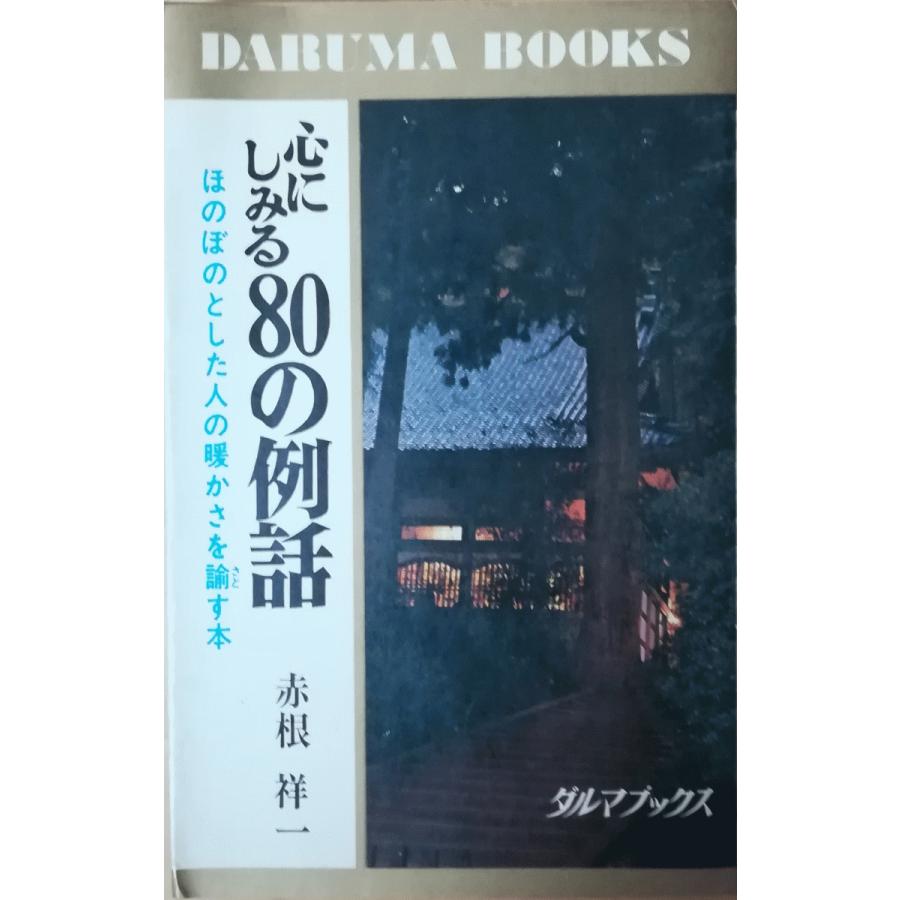 DARUMA BOOKS
心に
しみる80の例話
ほのぼのとした人の暖かさを諭す本
さと
赤根 祥一
ダルマブックス